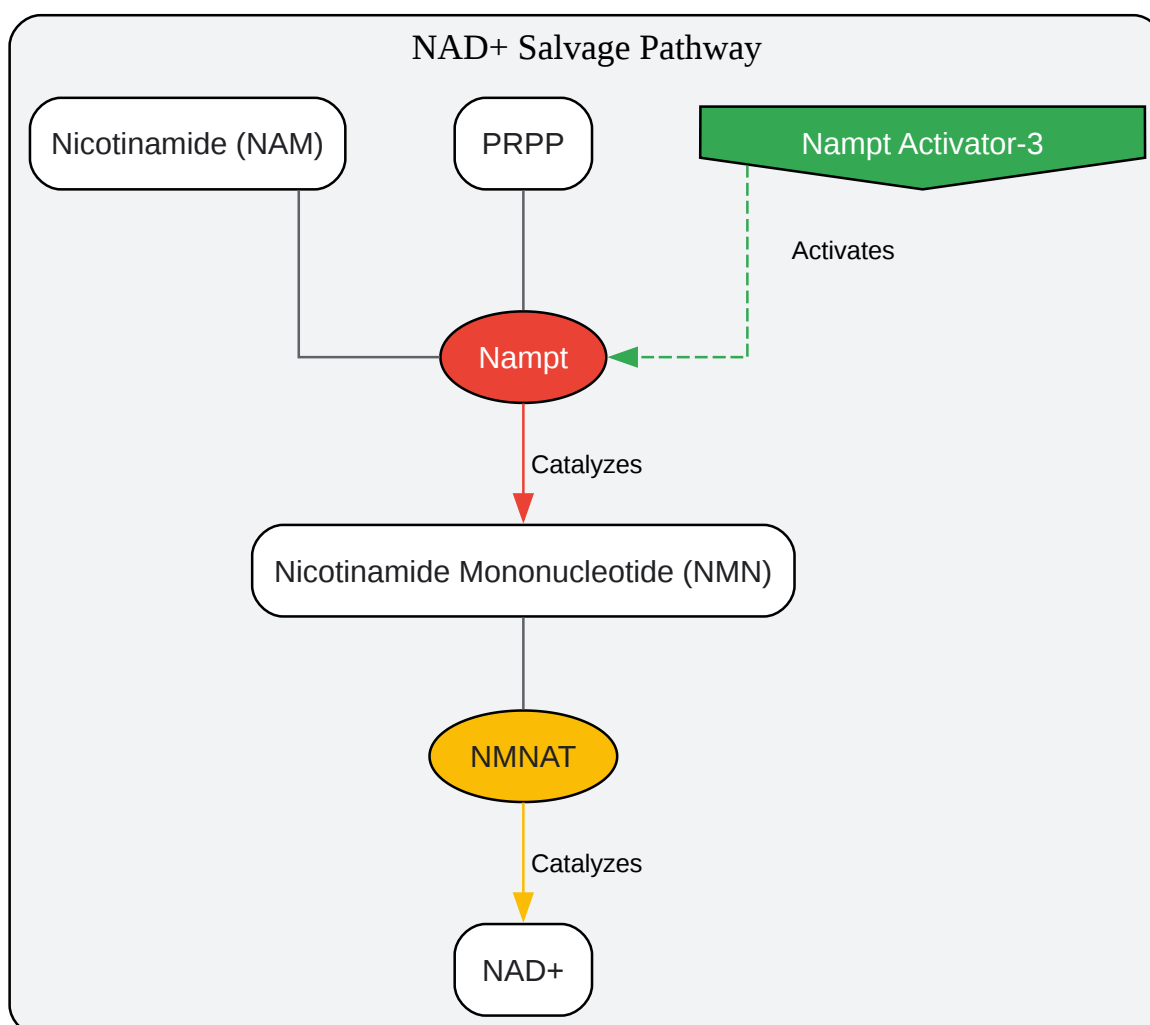 NAD+ Salvage Pathway
Nicotinamide (NAM)
PRPP
Nampt Activator-3
Activates
Nampt
Catalyzes
Nicotinamide Mononucleotide (NMN)
NMNAT
Catalyzes
NAD+